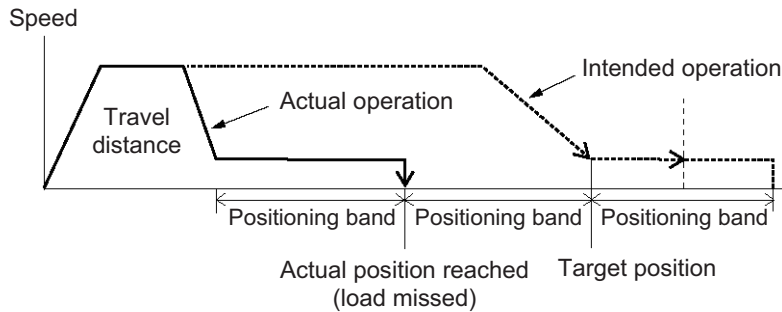 Speed
Intended operation
Actual operation
Travel
distance
Positioning band
Positioning band
Positioning band
Actual position reached
(load missed)
Target position